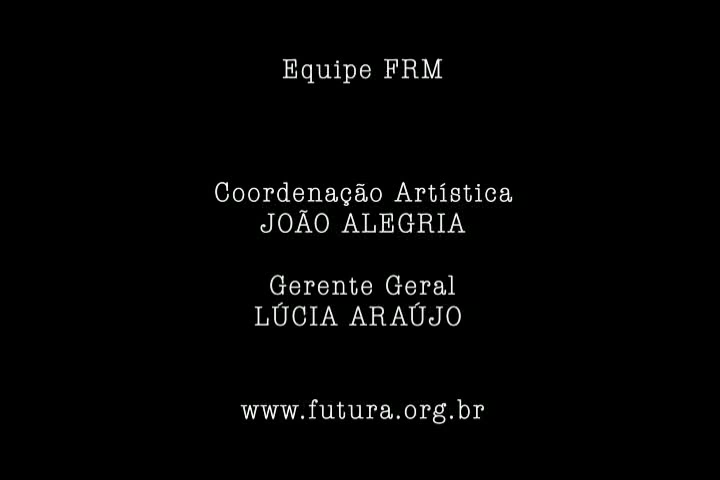 Equipe FRM
Coordenação Artística
JOÃO ALEGRIA
Gerente Geral
LÚCIA ARAÚJO
www.futura.org.br